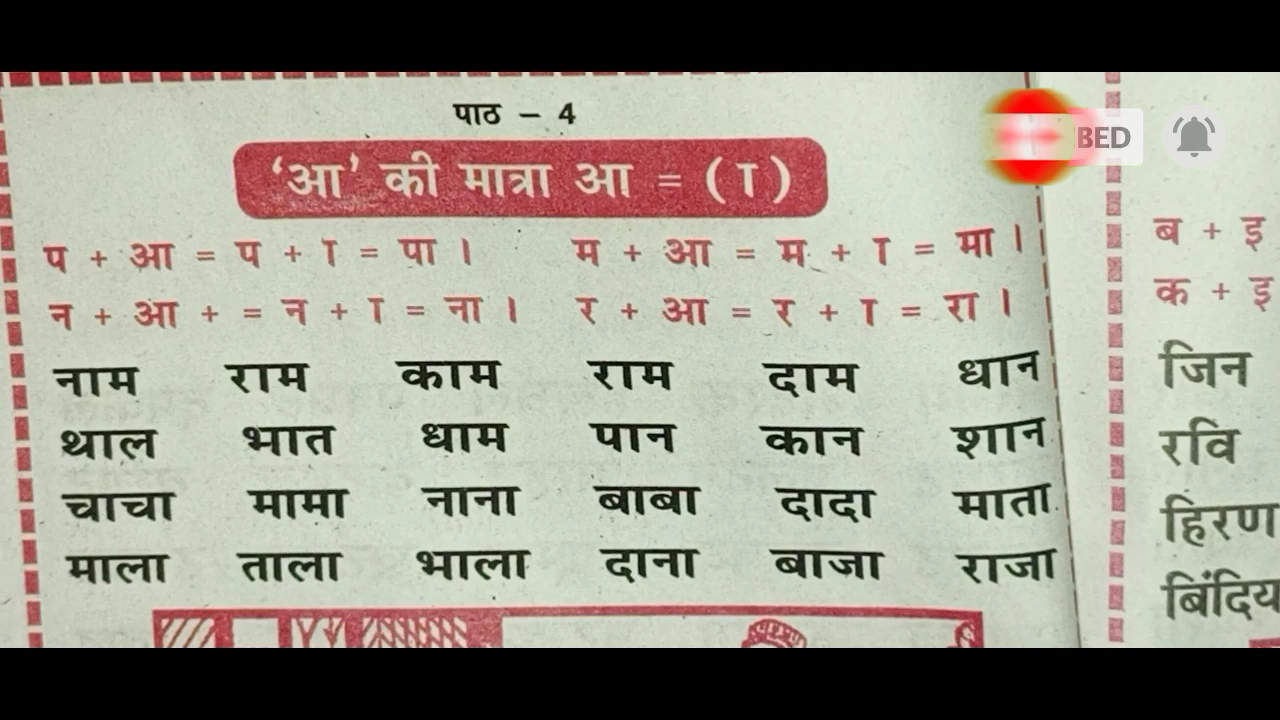 पाठ – 4
‘आ’ की मात्रा आ = (ा)
प + आ = प + ा = पा । म + आ = म + ा = मा ।
न + आ + = न + ा = ना । र + आ = र + ा = रा ।
नाम राम काम राम दाम धान
थाल भात धाम पान कान शान
चाचा मामा नाना बाबा दादा माता
माला ताला भाला दाना बाजा राजा
BED
ब + इ
क + इ
जिन
रवि
हिरण